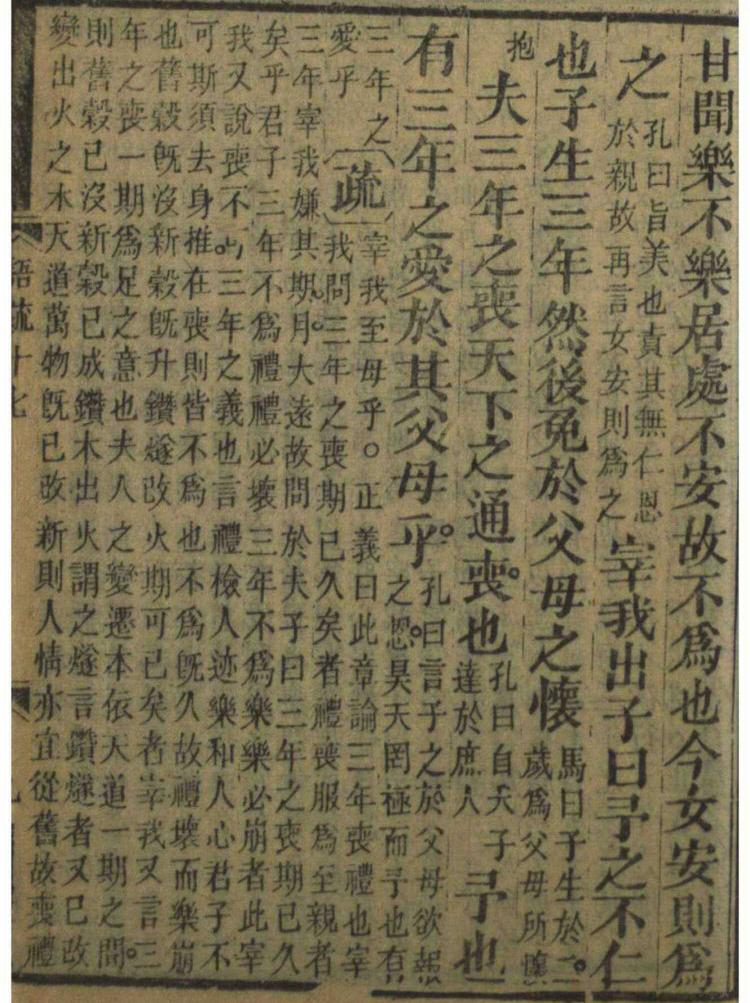 甘聞樂不樂居處不安故不爲也今女安則爲
之 孔曰旨美也責其無仁恩於親故再言女安則爲之 宰我出子曰予之不仁
也子生三年然後免於父母之懷 馬曰子生於二歲爲父母所懷
抱 夫三年之喪天下之通喪也 孔曰自天子達於庶人 予也
有三年之愛於其父母乎 孔曰言子之於父母欲報之恩昊天罔極而予也有
三年之愛乎 疏 宰我至母乎。正義曰此章論三年喪禮也宰我問三年之喪期已久矣者禮喪服爲至親者
三年宰我嫌其期月大遠故問於夫子曰三年之喪期已久
矣乎君子三年不爲禮禮必壞三年不爲樂樂必崩者此宰
我又說喪不可三年之義也言禮檢人迹樂和人心君子不
可斯須去身推在喪則皆不爲也不爲既久故禮壞而樂崩
也舊穀既沒新穀既升鑽燧改火期可已矣者宰我又言三
年之喪一期爲足之意也夫人之變遷本依天道一期之間
則舊穀已沒新穀已成鑽木出火謂之燧言鑽燧者又已改
變出火之木天道萬物既已改新則人情亦宜從舊故喪禮
語疏十七